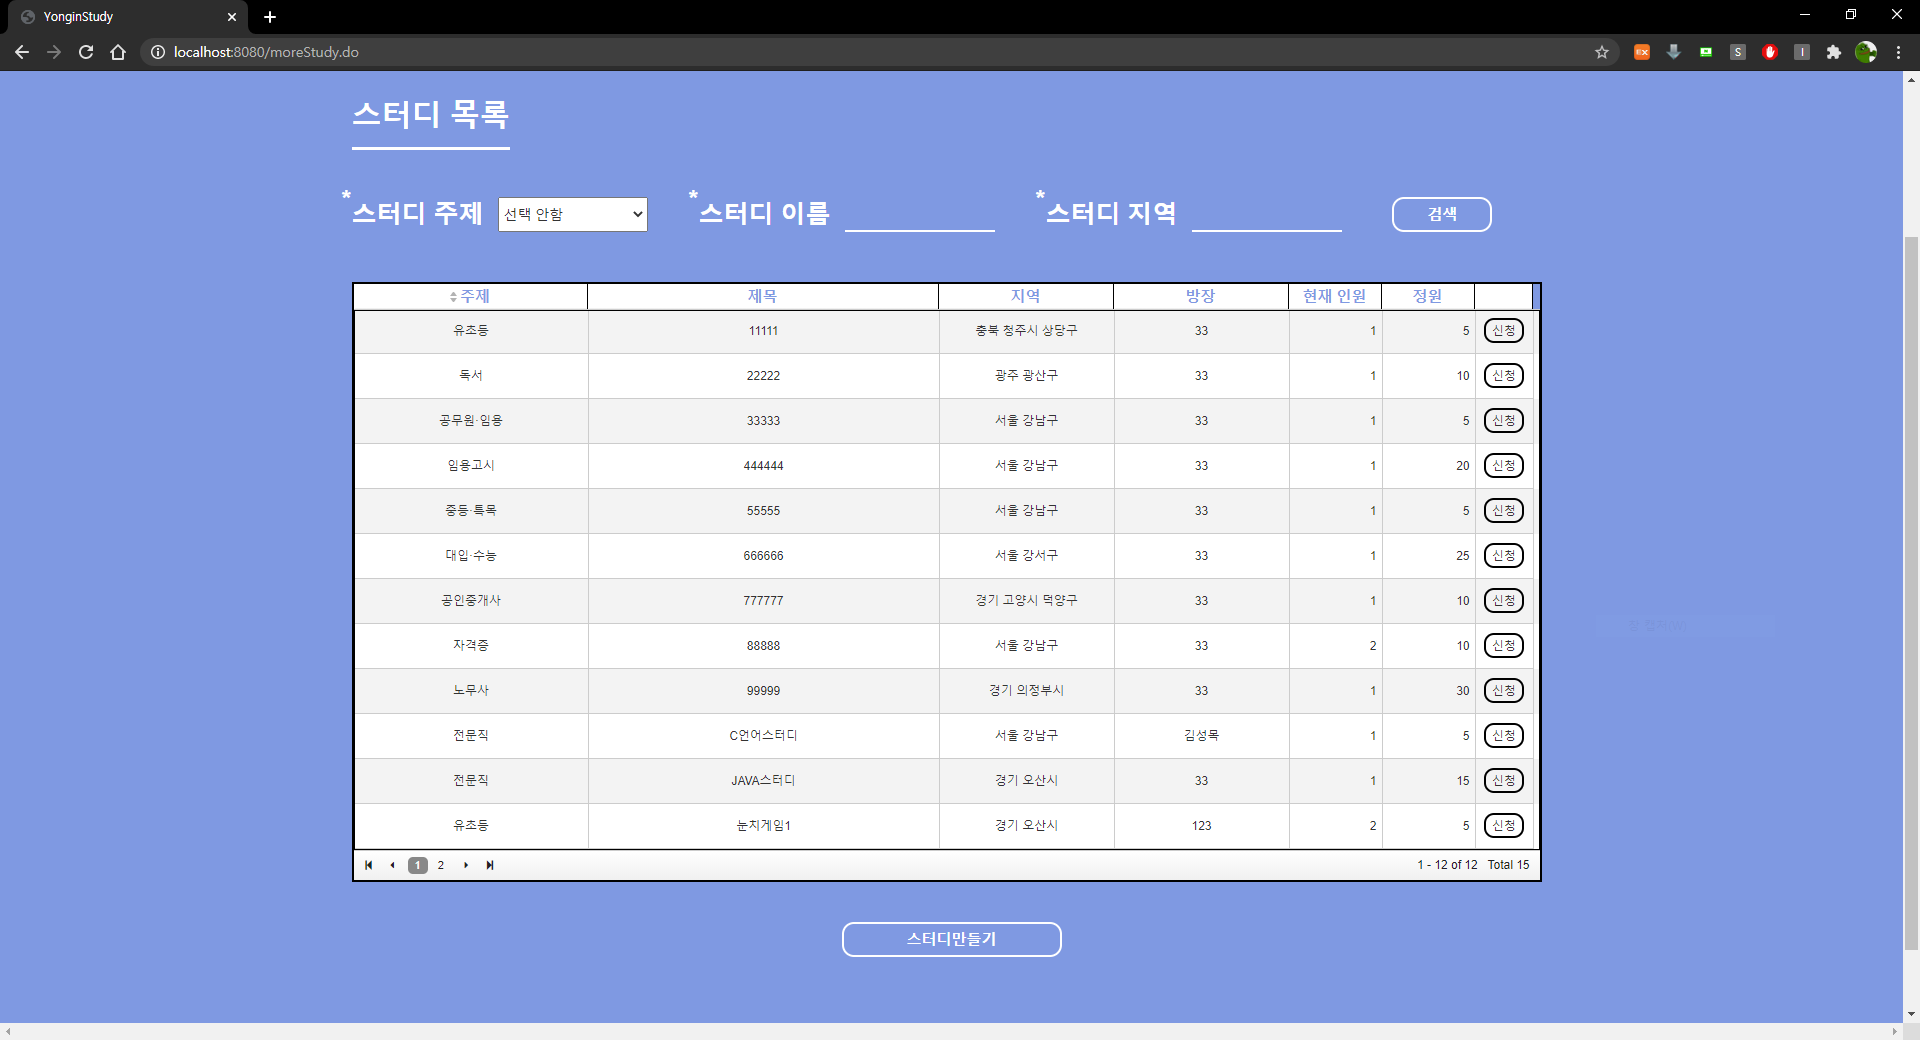 YonginStudy
localhost:8080/moreStudy.do
스터디 목록
*스터디 주제 선택 안함 *스터디 이름 *스터디 지역 검색
주제 제목 지역 방장 현재 인원 정원
유초등 11111 충북 청주시 상당구 33 1 5 신청
독서 22222 광주 광산구 33 1 10 신청
공무원·임용 33333 서울 강남구 33 1 5 신청
임용고시 444444 서울 강남구 33 1 20 신청
중등·특목 55555 서울 강남구 33 1 5 신청
대입·수능 666666 서울 강서구 33 1 25 신청
공인중개사 777777 경기 고양시 덕양구 33 1 10 신청
자격증 88888 서울 강남구 33 2 10 신청
노무사 99999 경기 의정부시 33 1 30 신청
전문직 C언어스터디 서울 강남구 김성목 1 5 신청
전문직 JAVA스터디 경기 오산시 33 1 15 신청
유초등 눈치게임1 경기 오산시 123 2 5 신청
1 2 1 - 12 of 12 Total 15
스터디만들기